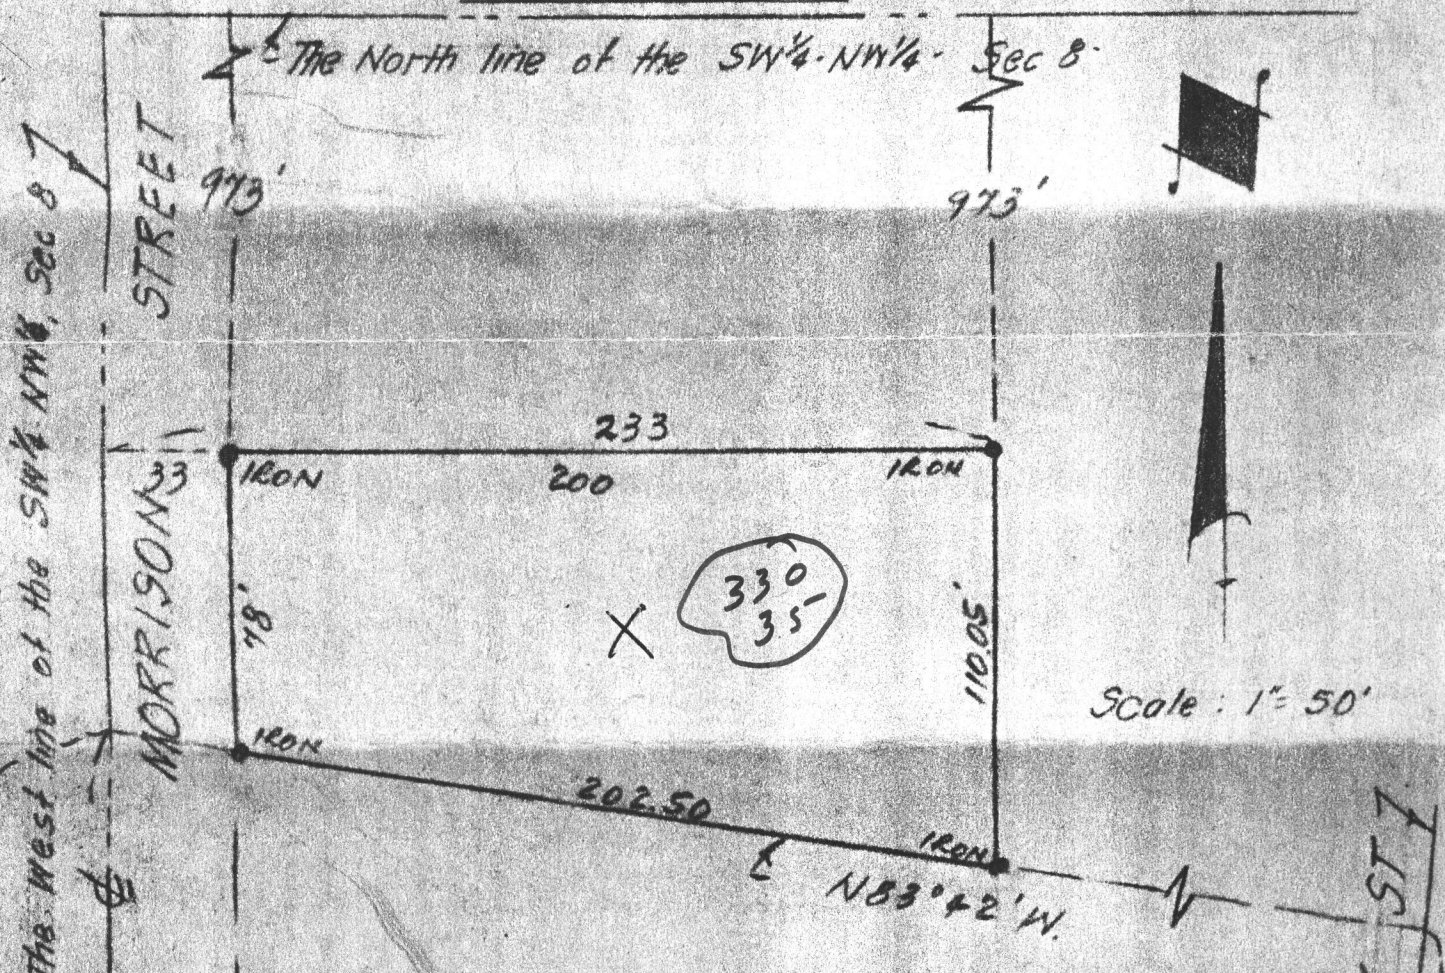 The North line of the SW¼-NW¼- Sec 8
973'
973'
STREET
MORRISON
The West line of the SW¼ NW¼, Sec 8
233
33
IRON
200
IRON
78'
330
35
X
110.05'
Scale: 1"= 50'
IRON
202.50
IRON
N83°42'W.
ST